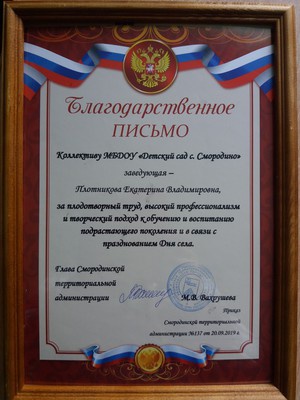 Благодарственное
ПИСЬМО
Коллективу МБДОУ «Детский сад с. Смородино»
заведующая –
Плотникова Екатерина Владимировна,
за плодотворный труд, высокий профессионализм
и творческий подход к обучению и воспитанию
подрастающего поколения и в связи с
празднованием Дня села.
Глава Смородинской
территориальной
администрации
М.В. Вахрушева
Приказ
Смородинской территориальной
администрации №137 от 20.09.2019 г.